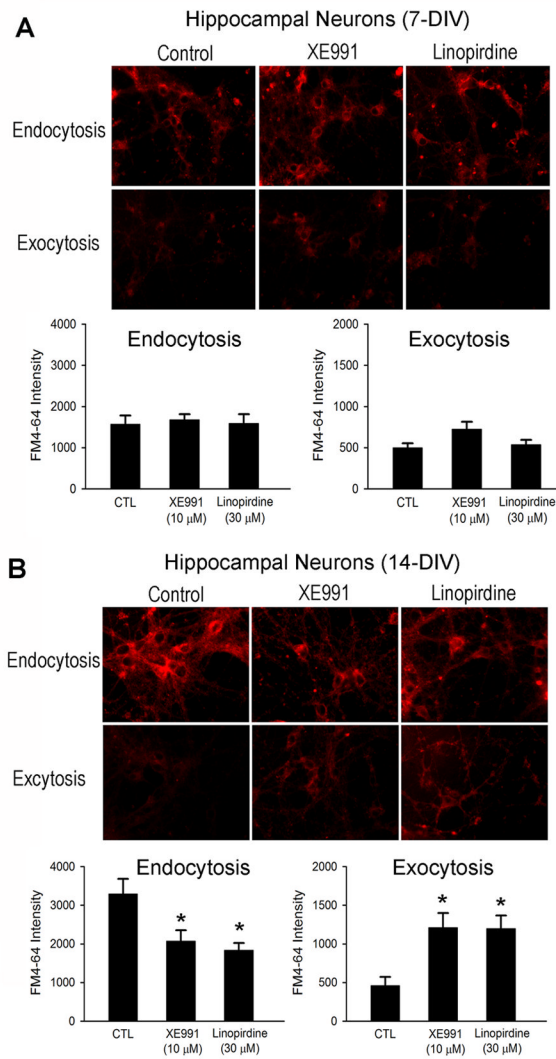 A
Hippocampal Neurons (7-DIV)
Control XE991 Linopirdine
Endocytosis
Exocytosis
Endocytosis
FM4-64 Intensity
4000
3000
2000
1000
0
CTL XE991 (10 μM) Linopirdine (30 μM)
Exocytosis
FM4-64 Intensity
2000
1500
1000
500
0
CTL XE991 (10 μM) Linopirdine (30 μM)
B
Hippocampal Neurons (14-DIV)
Control XE991 Linopirdine
Endocytosis
Excytosis
Endocytosis
FM4-64 Intensity
4000
3000
2000
1000
0
* *
CTL XE991 (10 μM) Linopirdine (30 μM)
Exocytosis
FM4-64 Intensity
2000
1500
1000
500
0
* *
CTL XE991 (10 μM) Linopirdine (30 μM)